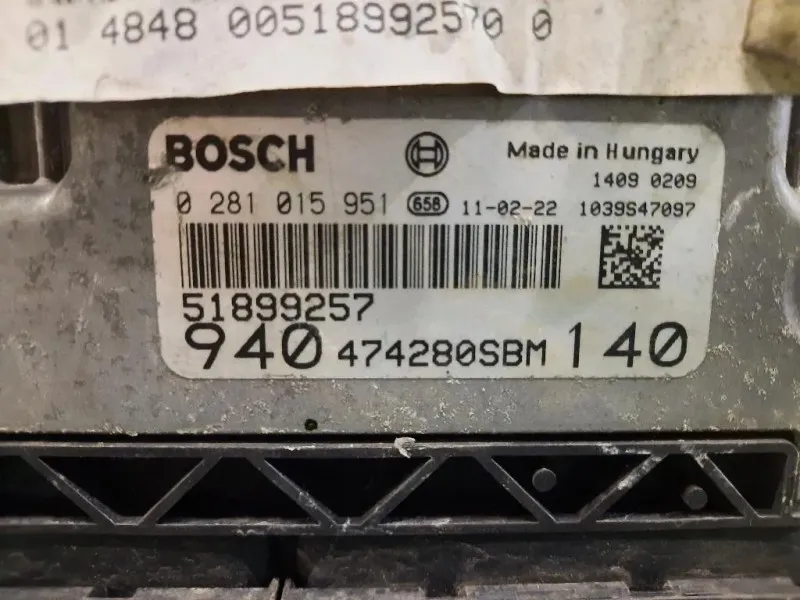 01 4848 00518992570 0
BOSCH Made in Hungary
1409 0209
0 281 015 951 658 11-02-22 1039S47097
51899257
940 474280SBM 140